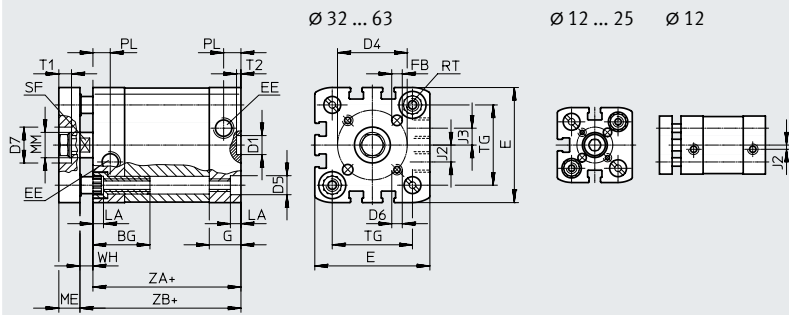 Ø 32 ... 63
Ø 12 ... 25
Ø 12
PL
PL
T1
T2
SF
EE
MM
D7
D1
EE
D5
LA
LA
BG
G
WH
ZA+
ME
ZB+
D4
FB
RT
J3
J2
TG
E
D6
TG
E
J2